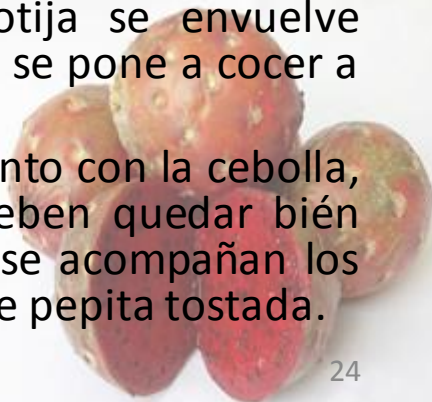 otija se envuelve
se pone a cocer a
nto con la cebolla,
eben quedar bién
se acompañan los
e pepita tostada.
24